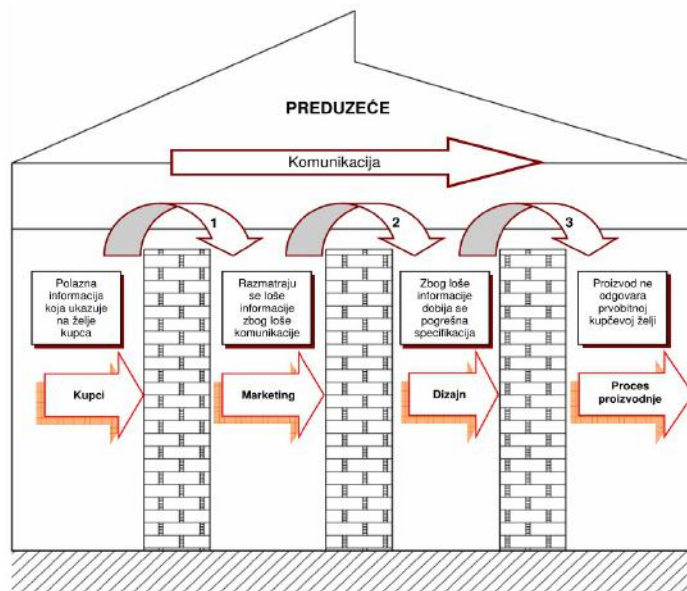 PREDUZEĆE
Komunikacija
1
2
3
Polazna
informacija
koja ukazuje
na želje
kupca
Razmatraju
se loše
informacije
zbog loše
komunikacije
Zbog loše
informacije
dobija se
pogrešna
specifikacija
Proizvod ne
odgovara
prvobitnoj
kupčevoj želji
Kupci
Marketing
Dizajn
Proces
proizvodnje